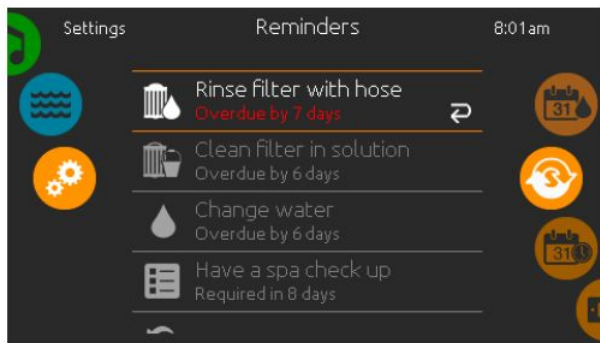 Settings
Reminders
8:01am
Rinse filter with hose
Overdue by 7 days
Clean filter in solution
Overdue by 6 days
Change water
Overdue by 6 days
Have a spa check up
Required in 8 days
31
31